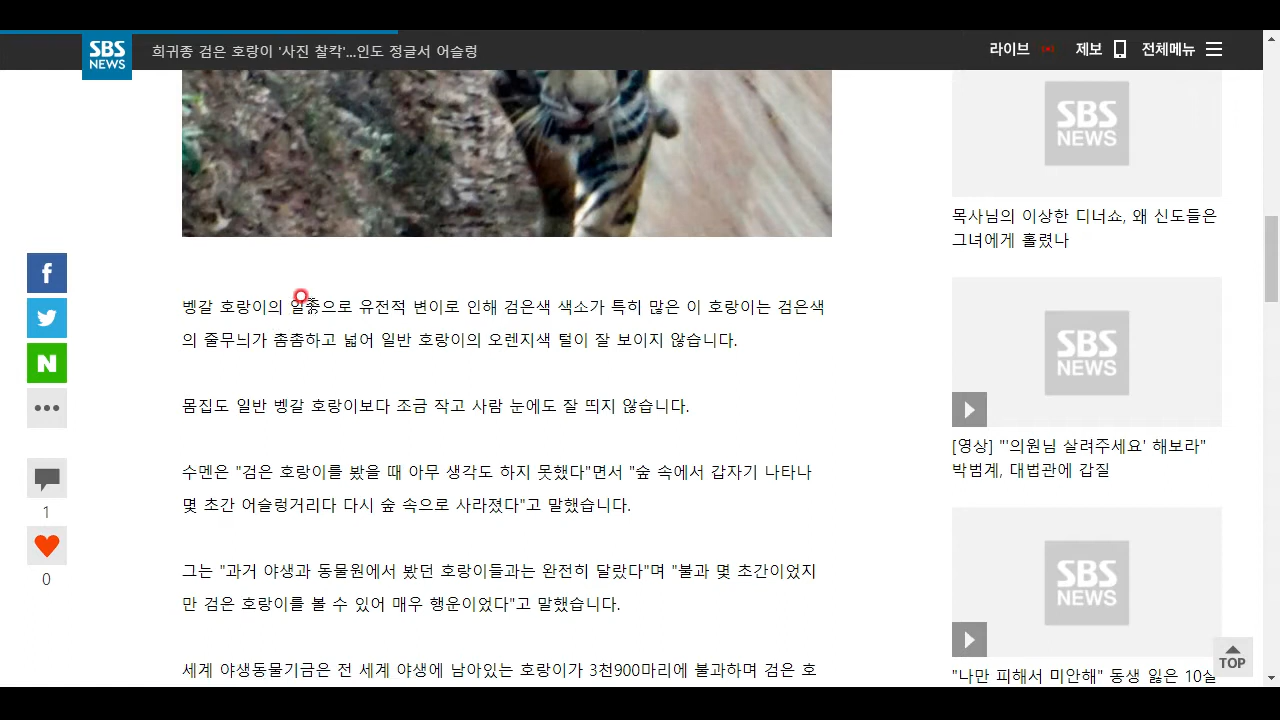 SBS NEWS
희귀종 검은 호랑이 '사진 찰칵'…인도 정글서 어슬렁
라이브
제보
전체메뉴
벵갈 호랑이의 일종으로 유전적 변이로 인해 검은색 색소가 특히 많은 이 호랑이는 검은색
의 줄무늬가 촘촘하고 넓어 일반 호랑이의 오렌지색 털이 잘 보이지 않습니다.
몸집도 일반 벵갈 호랑이보다 조금 작고 사람 눈에도 잘 띄지 않습니다.
수멘은 "검은 호랑이를 봤을 때 아무 생각도 하지 못했다"면서 "숲 속에서 갑자기 나타나
몇 초간 어슬렁거리다 다시 숲 속으로 사라졌다"고 말했습니다.
그는 "과거 야생과 동물원에서 봤던 호랑이들과는 완전히 달랐다"며 "불과 몇 초간이었지
만 검은 호랑이를 볼 수 있어 매우 행운이었다"고 말했습니다.
세계 야생동물기금은 전 세계 야생에 남아있는 호랑이가 3천900마리에 불과하며 검은 호
f
N
1
0
SBS
NEWS
목사님의 이상한 디너쇼, 왜 신도들은
그녀에게 홀렸나
SBS
NEWS
[영상] "'의원님 살려주세요' 해보라"
박범계, 대법관에 갑질
SBS
NEWS
"나만 피해서 미안해" 동생 잃은 10살
TOP